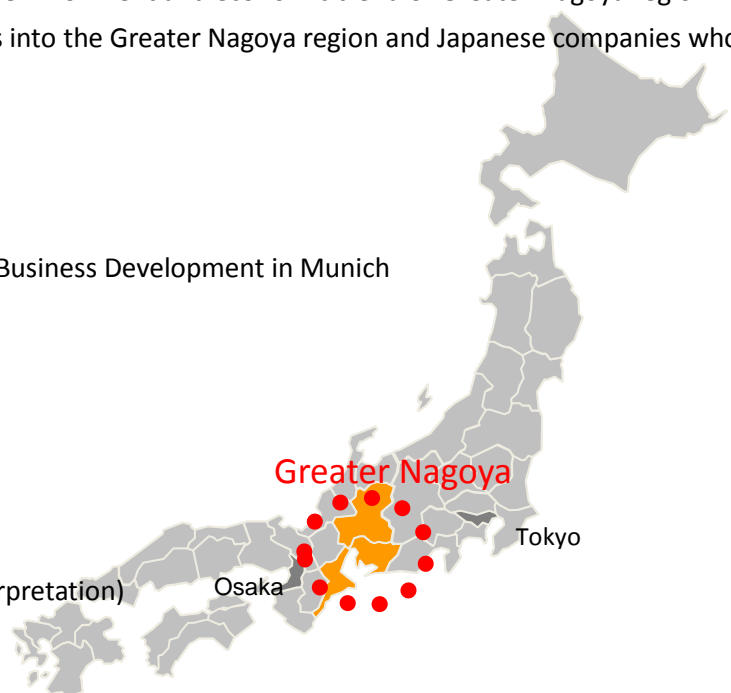 s into the Greater Nagoya region and Japanese companies who
Business Development in Munich
Greater Nagoya
Tokyo
Osaka
rpretation)